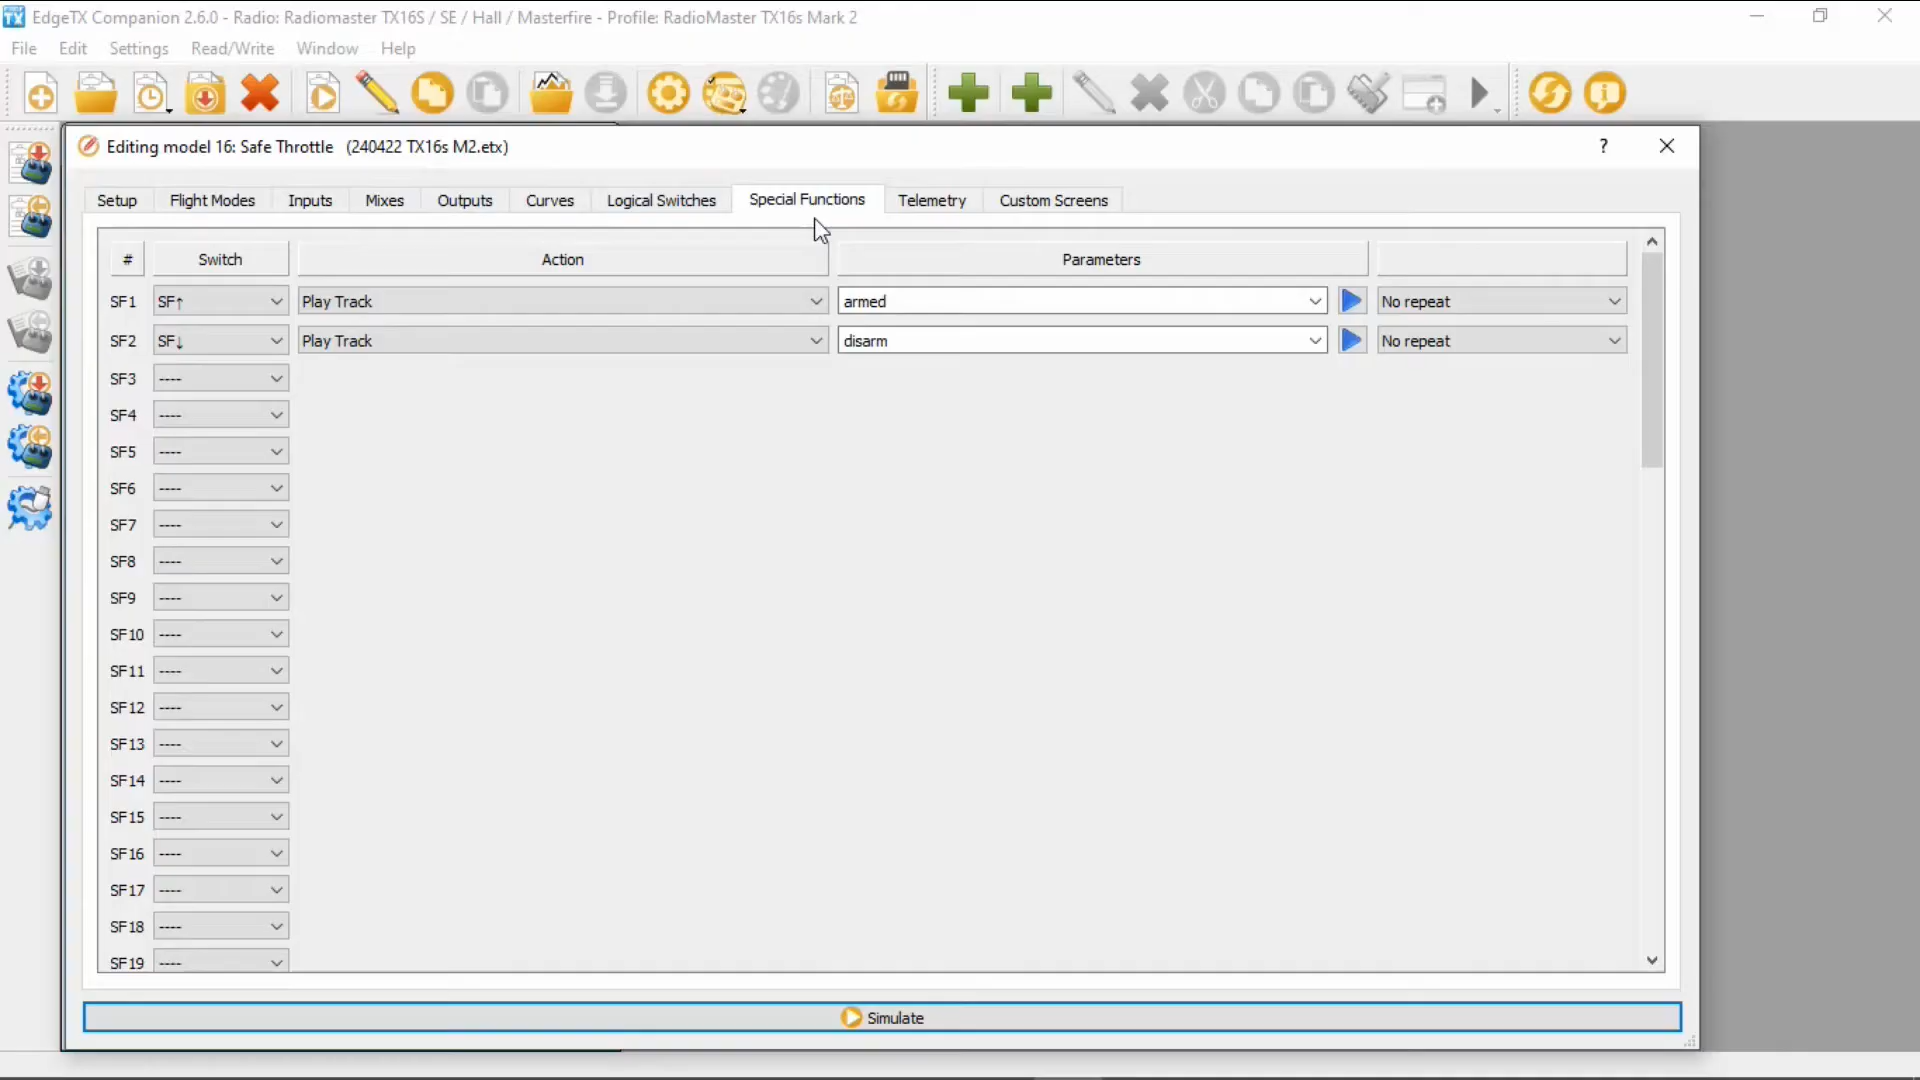 EdgeTX Companion 2.6.0 - Radio: Radiomaster TX16S / SE / Hall / Masterfire - Profile: RadioMaster TX16s Mark 2
File Edit Settings Read/Write Window Help
Editing model 16: Safe Throttle (240422 TX16s M2.etx)
Setup Flight Modes Inputs Mixes Outputs Curves Logical Switches Special Functions Telemetry Custom Screens
# Switch Action Parameters
SF1 SF↑ Play Track armed No repeat
SF2 SF↓ Play Track disarm No repeat
SF3 ----
SF4 ----
SF5 ----
SF6 ----
SF7 ----
SF8 ----
SF9 ----
SF10 ----
SF11 ----
SF12 ----
SF13 ----
SF14 ----
SF15 ----
SF16 ----
SF17 ----
SF18 ----
SF19 ----
Simulate